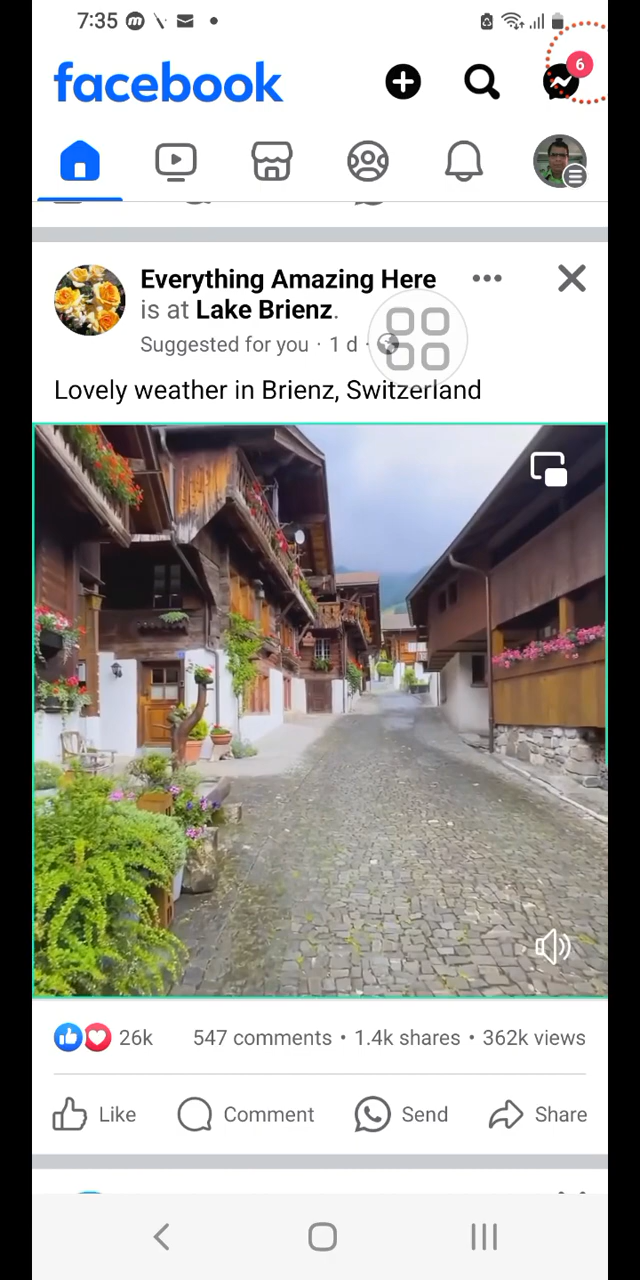 7:35
facebook
6
Everything Amazing Here
is at Lake Brienz.
Suggested for you · 1 d ·
Lovely weather in Brienz, Switzerland
26k 547 comments • 1.4k shares • 362k views
Like Comment Send Share